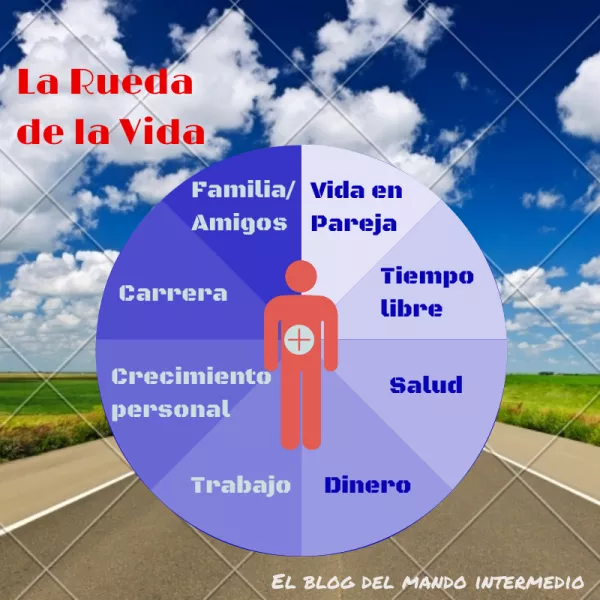 La Rueda
de la Vida
Familia/
Amigos
Vida en
Pareja
Tiempo
libre
Salud
Dinero
Trabajo
Crecimiento
personal
Carrera
El blog del mando intermedio